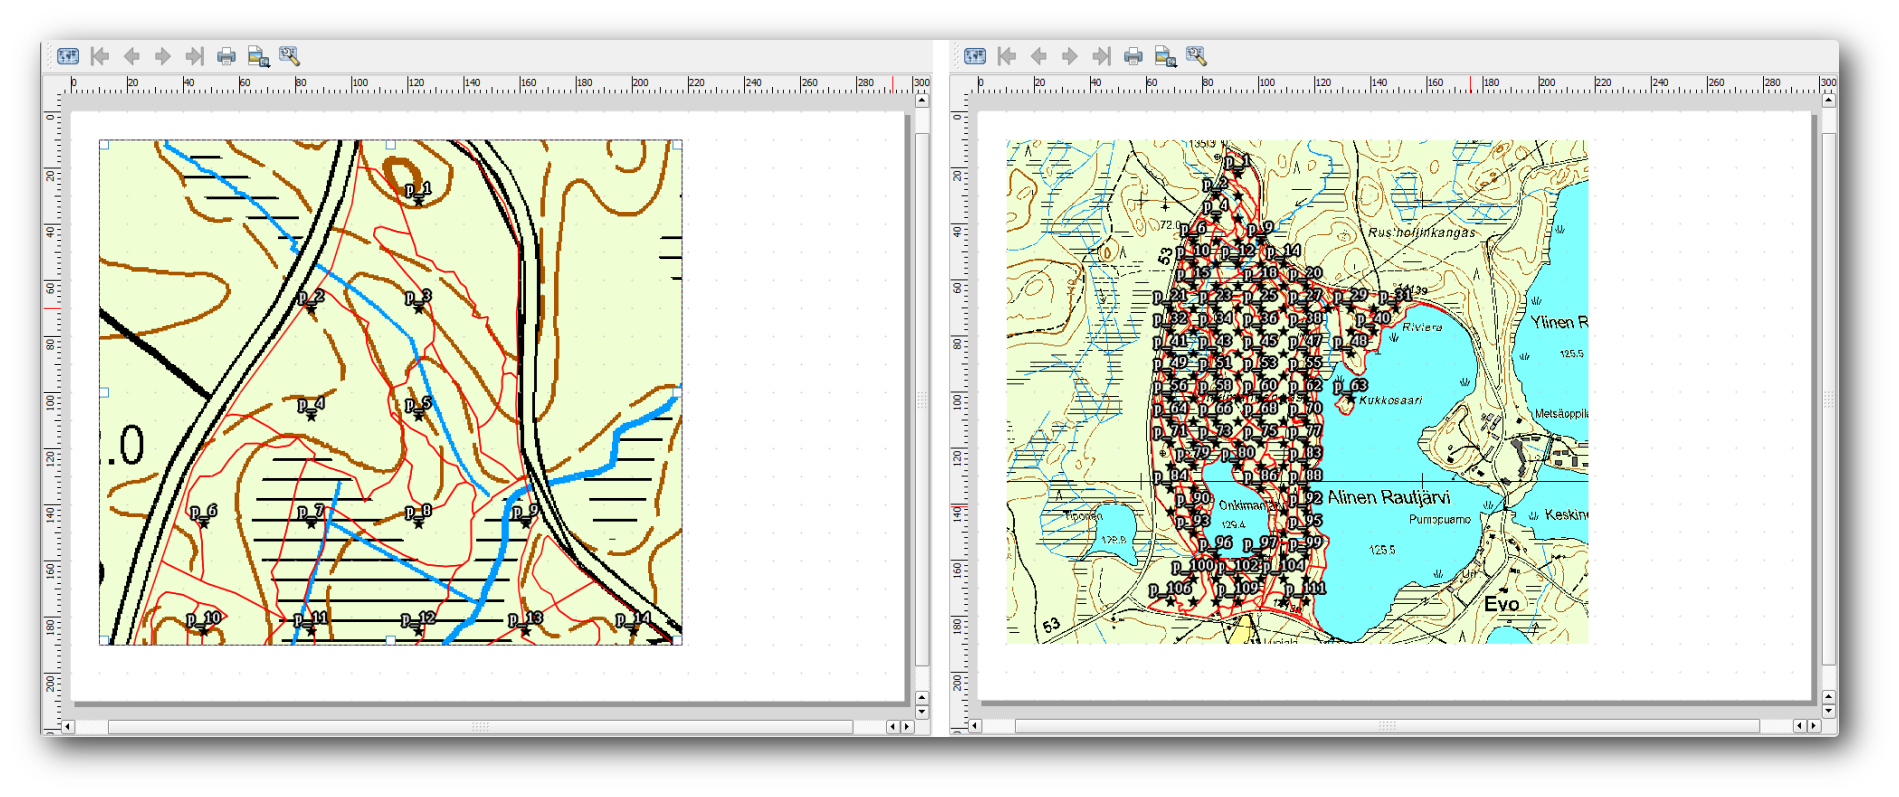 0 20 40 60 80 100 120 140 160 180 200 220 240 260 280 300
0 20 40 60 80 100 120 140 160 180 200
p_1
p_2 p_3
p_4 p_5
.0
p_6 p_7 p_8 p_9
p_10 p_11 p_12 p_13 p_14
0 20 40 60 80 100 120 140 160 180 200 220 240 260 280 300
0 20 40 60 80 100 120 140 160 180 200
p_1
p_2
p_4
72.
p_6 p_9
Rus'holjinkangas
53
p_10 p_12 p_14
p_15 p_18 p_20
p_21 p_23 p_25 p_27 p_29 p_31
139
p_32 p_34 p_36 p_38 p_40
Riviera
Ylinen R
p_41 p_43 p_45 p_47 p_48
125.5
p_49 p_51 p_53 p_55
p_56 p_58 p_60 p_62 p_63
Kukkosaari
p_64 p_66 p_68 p_70
Metsäoppila
p_71 p_73 p_75 p_77
p_79 p_80 p_83
p_84 p_86 p_88
p_90 p_92
Alinen Rautjärvi
Onkiman
Pumppuarno
Keskine
p_93 129.4 p_95
128.8
p_96 p_97 p_99
125.5
p_100 p_102 p_104
p_106 p_109 p_111
Evo
53